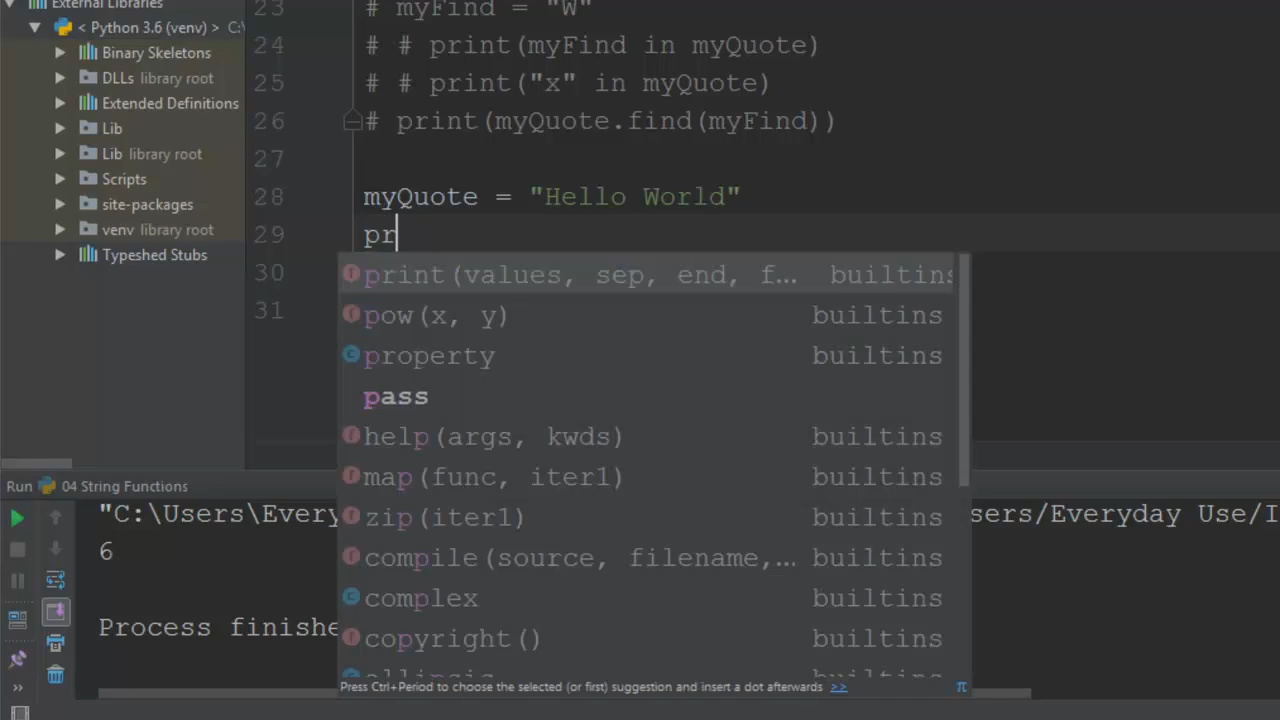 External Libraries
< Python 3.6 (venv) > C:\
Binary Skeletons
DLLs library root
Extended Definitions
Lib
Lib library root
Scripts
site-packages
venv library root
Typeshed Stubs
23 # myFind = "W"
24 # # print(myFind in myQuote)
25 # # print("x" in myQuote)
26 # print(myQuote.find(myFind))
27
28 myQuote = "Hello World"
29 pr
30
31
print(values, sep, end, f... builtins
pow(x, y) builtins
property builtins
pass
help(args, kwds) builtins
map(func, iter1) builtins
zip(iter1) builtins
compile(source, filename,... builtins
complex builtins
copyright() builtins
ellipsis
Press Ctrl+Period to choose the selected (or first) suggestion and insert a dot afterwards >> π
Run 04 String Functions
"C:\Users\Every sers/Everyday Use/I
6
Process finishe